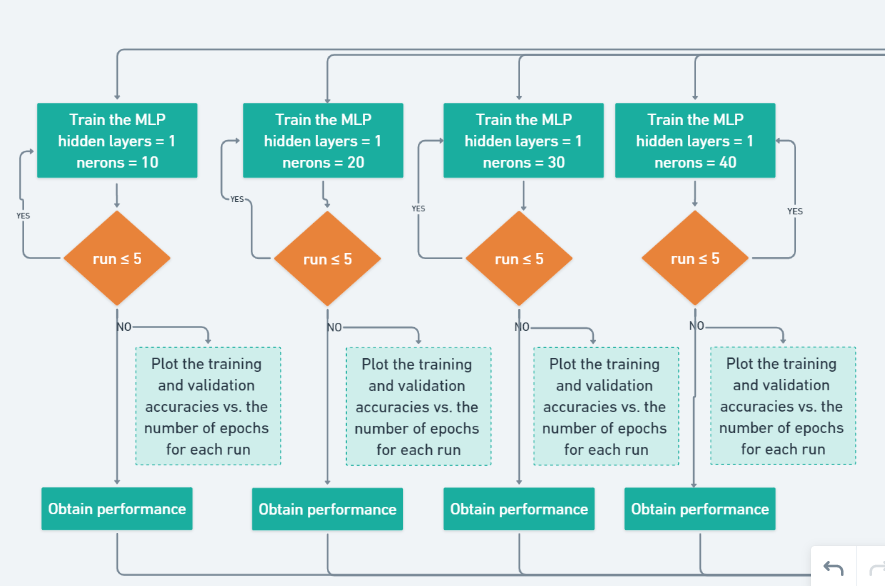 Train the MLP
hidden layers = 1
nerons = 10
Train the MLP
hidden layers = 1
nerons = 20
Train the MLP
hidden layers = 1
nerons = 30
Train the MLP
hidden layers = 1
nerons = 40
YES
YES
YES
YES
run ≤ 5
run ≤ 5
run ≤ 5
run ≤ 5
NO
NO
NO
NO
Plot the training
and validation
accuracies vs. the
number of epochs
for each run
Plot the training
and validation
accuracies vs. the
number of epochs
for each run
Plot the training
and validation
accuracies vs. the
number of epochs
for each run
Plot the training
and validation
accuracies vs. the
number of epochs
for each run
Obtain performance
Obtain performance
Obtain performance
Obtain performance